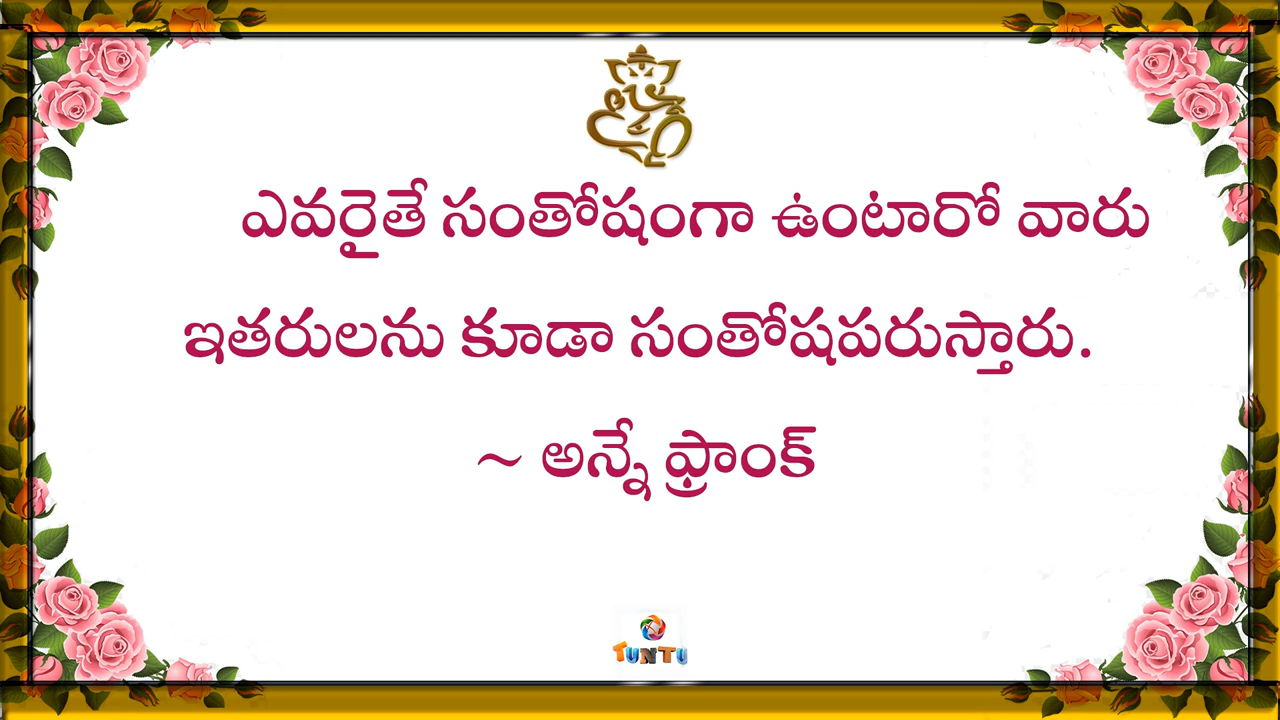 ఎవరైతే సంతోషంగా ఉంటారో వారు
ఇతరులను కూడా సంతోషపరుస్తారు.
~ అన్నే ఫ్రాంక్
TUNTU